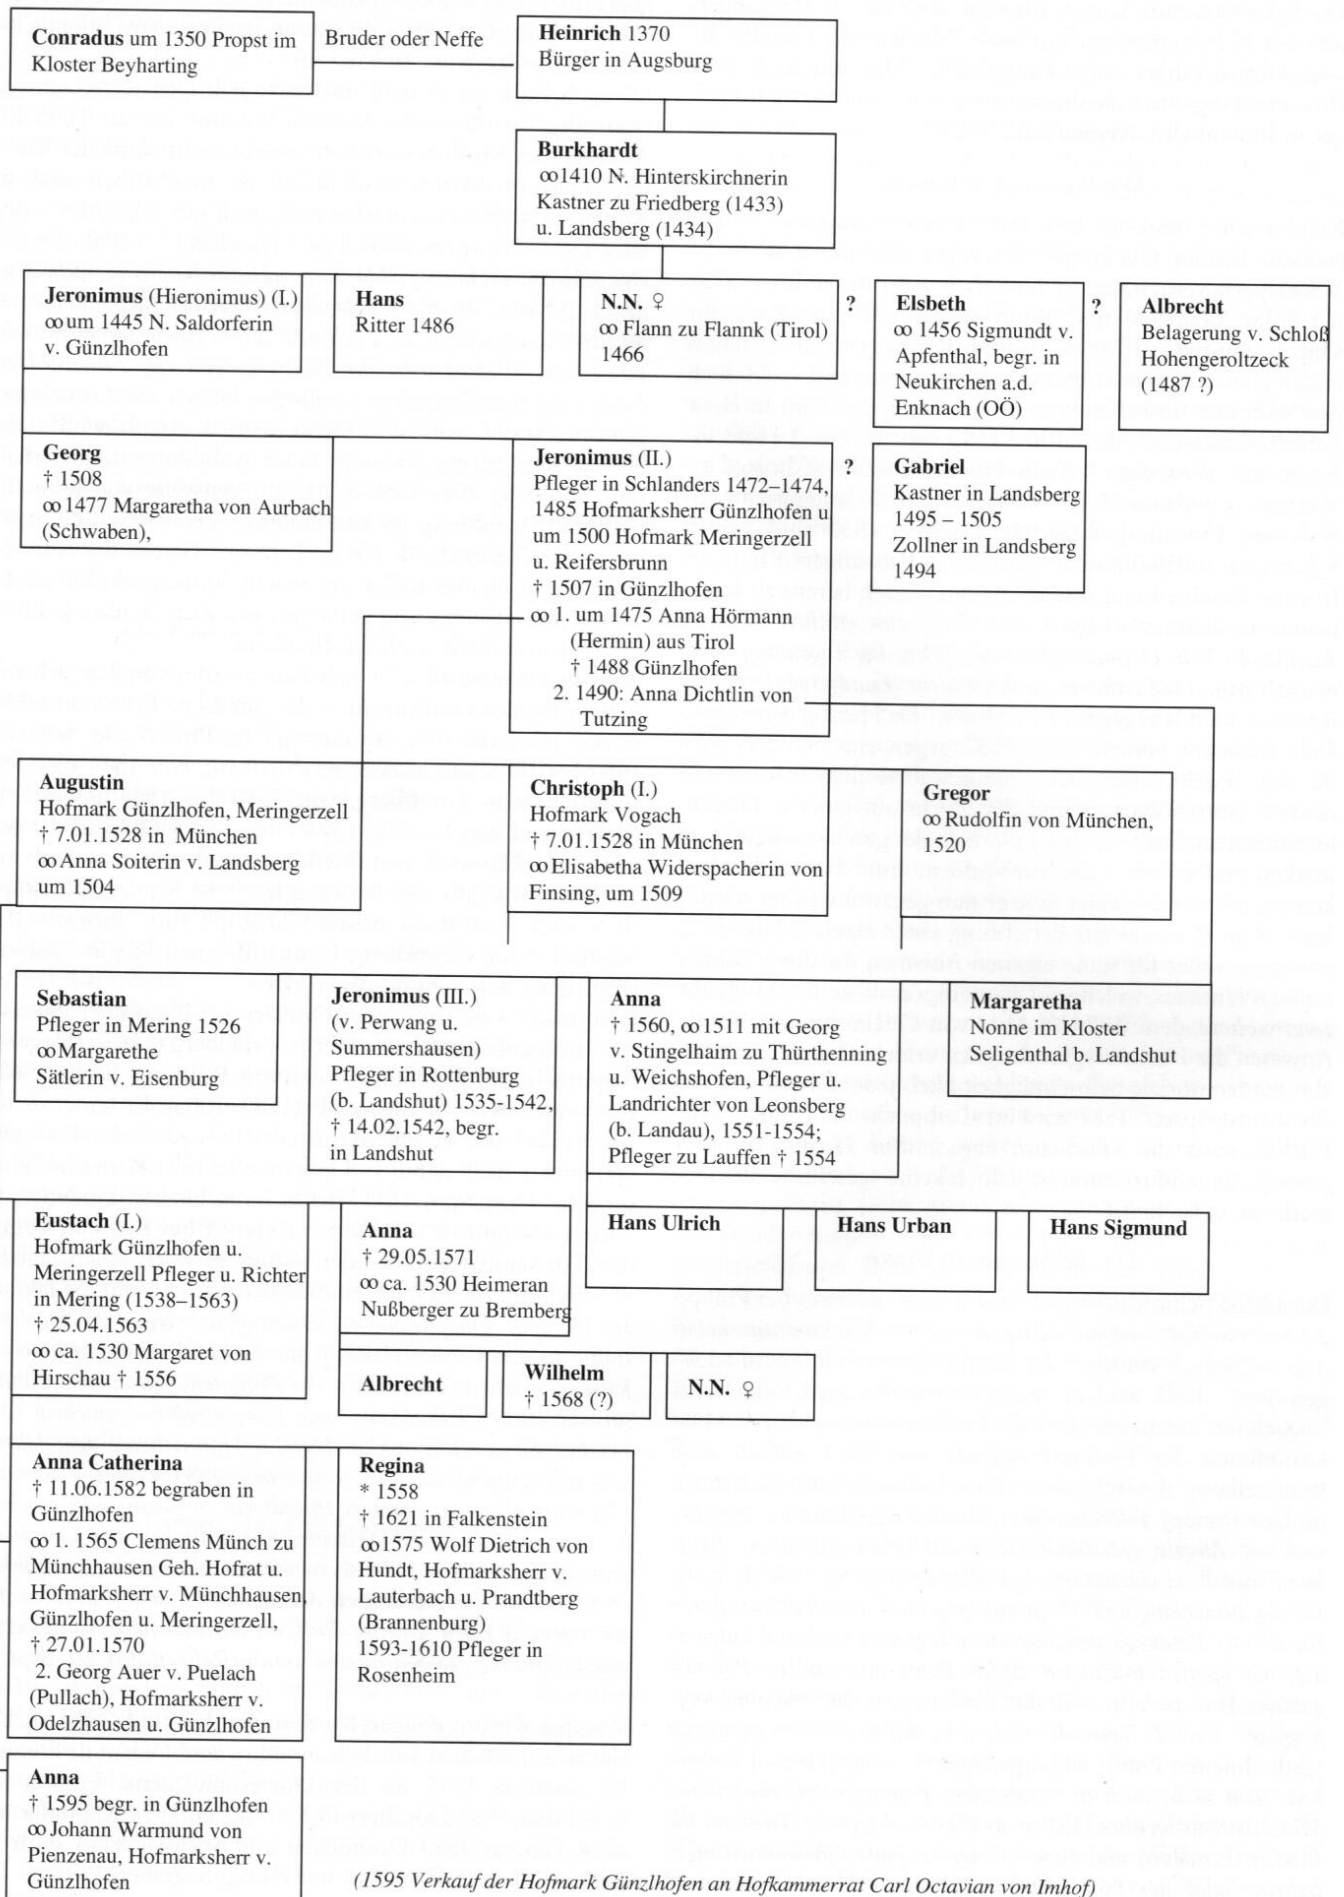 Conradus um 1350 Propst im
Kloster Beyharting
Bruder oder Neffe
Heinrich 1370
Bürger in Augsburg
Burkhardt
∞1410 N. Hinterskirchnerin
Kastner zu Friedberg (1433)
u. Landsberg (1434)
Jeronimus (Hieronimus) (I.)
∞um 1445 N. Saldorferin
v. Günzlhofen
Hans
Ritter 1486
N.N. ♀
∞ Flann zu Flannk (Tirol)
1466
?
Elsbeth
∞ 1456 Sigmundt v.
Apfenthal, begr. in
Neukirchen a.d.
Enknach (OÖ)
?
Albrecht
Belagerung v. Schloß
Hohengeroltzeck
(1487 ?)
Georg
† 1508
∞1477 Margaretha von Aurbach
(Schwaben),
Jeronimus (II.)
Pfleger in Schlanders 1472–1474,
1485 Hofmarksherr Günzlhofen u.
um 1500 Hofmark Meringerzell
u. Reifersbrunn
† 1507 in Günzlhofen
∞ 1. um 1475 Anna Hörmann
(Hermin) aus Tirol
† 1488 Günzlhofen
2. 1490: Anna Dichtlin von
Tutzing
?
Gabriel
Kastner in Landsberg
1495 – 1505
Zollner in Landsberg
1494
Augustin
Hofmark Günzlhofen, Meringerzell
† 7.01.1528 in München
∞Anna Soiterin v. Landsberg
um 1504
Christoph (I.)
Hofmark Vogach
† 7.01.1528 in München
∞ Elisabetha Widerspacherin von
Finsing, um 1509
Gregor
∞ Rudolfin von München,
1520
Sebastian
Pfleger in Mering 1526
∞Margarethe
Sätlerin v. Eisenburg
Jeronimus (III.)
(v. Perwang u.
Summershausen)
Pfleger in Rottenburg
(b. Landshut) 1535-1542,
† 14.02.1542, begr.
in Landshut
Anna
† 1560, ∞1511 mit Georg
v. Stingelhaim zu Thürthenning
u. Weichshofen, Pfleger u.
Landrichter von Leonsberg
(b. Landau), 1551-1554;
Pfleger zu Lauffen † 1554
Margaretha
Nonne im Kloster
Seligenthal b. Landshut
Eustach (I.)
Hofmark Günzlhofen u.
Meringerzell Pfleger u. Richter
in Mering (1538–1563)
† 25.04.1563
∞ ca. 1530 Margaret von
Hirschau † 1556
Anna
† 29.05.1571
∞ ca. 1530 Heimeran
Nußberger zu Bremberg
Hans Ulrich
Hans Urban
Hans Sigmund
Albrecht
Wilhelm
† 1568 (?)
N.N. ♀
Anna Catherina
† 11.06.1582 begraben in
Günzlhofen
∞ 1. 1565 Clemens Münch zu
Münchhausen Geh. Hofrat u.
Hofmarksherr v. Münchhausen,
Günzlhofen u. Meringerzell,
† 27.01.1570
2. Georg Auer v. Puelach
(Pullach), Hofmarksherr v.
Odelzhausen u. Günzlhofen
Regina
* 1558
† 1621 in Falkenstein
∞1575 Wolf Dietrich von
Hundt, Hofmarksherr v.
Lauterbach u. Prandtberg
(Brannenburg)
1593-1610 Pfleger in
Rosenheim
Anna
† 1595 begr. in Günzlhofen
∞ Johann Warmund von
Pienzenau, Hofmarksherr v.
Günzlhofen
(1595 Verkauf der Hofmark Günzlhofen an Hofkammerrat Carl Octavian von Imhof)